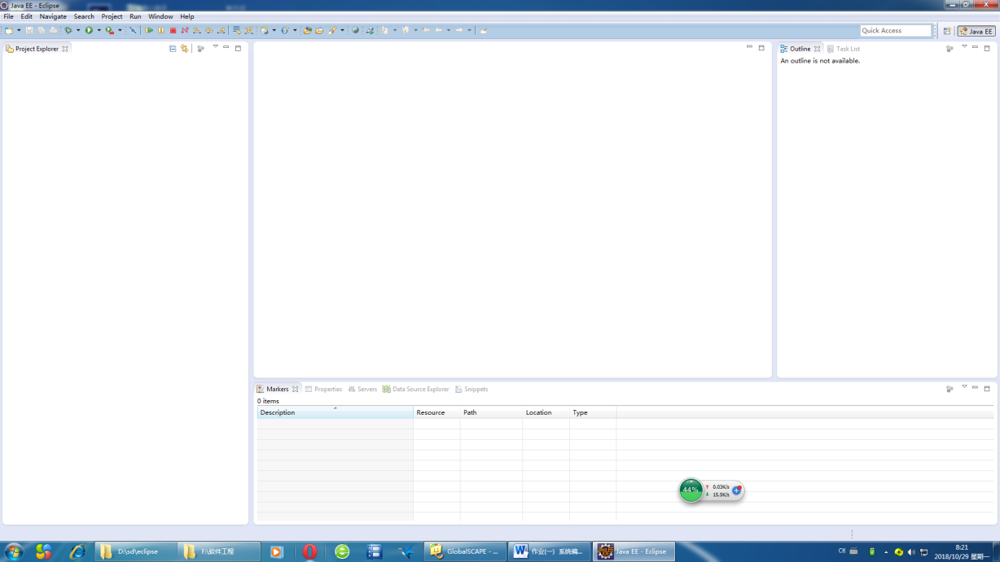 Java EE - Eclipse
File Edit Navigate Search Project Run Window Help
Quick Access
Java EE
Project Explorer
Outline Task List
An outline is not available.
Markers Properties Servers Data Source Explorer Snippets
0 items
Description Resource Path Location Type
44%
0.03K/s
15.5K/s
D:\sd\eclipse
F:\软件工程
GlobalSCAPE - ...
作业(一) 系统编...
Java EE - Eclipse
CH
8:21
2018/10/29 星期一